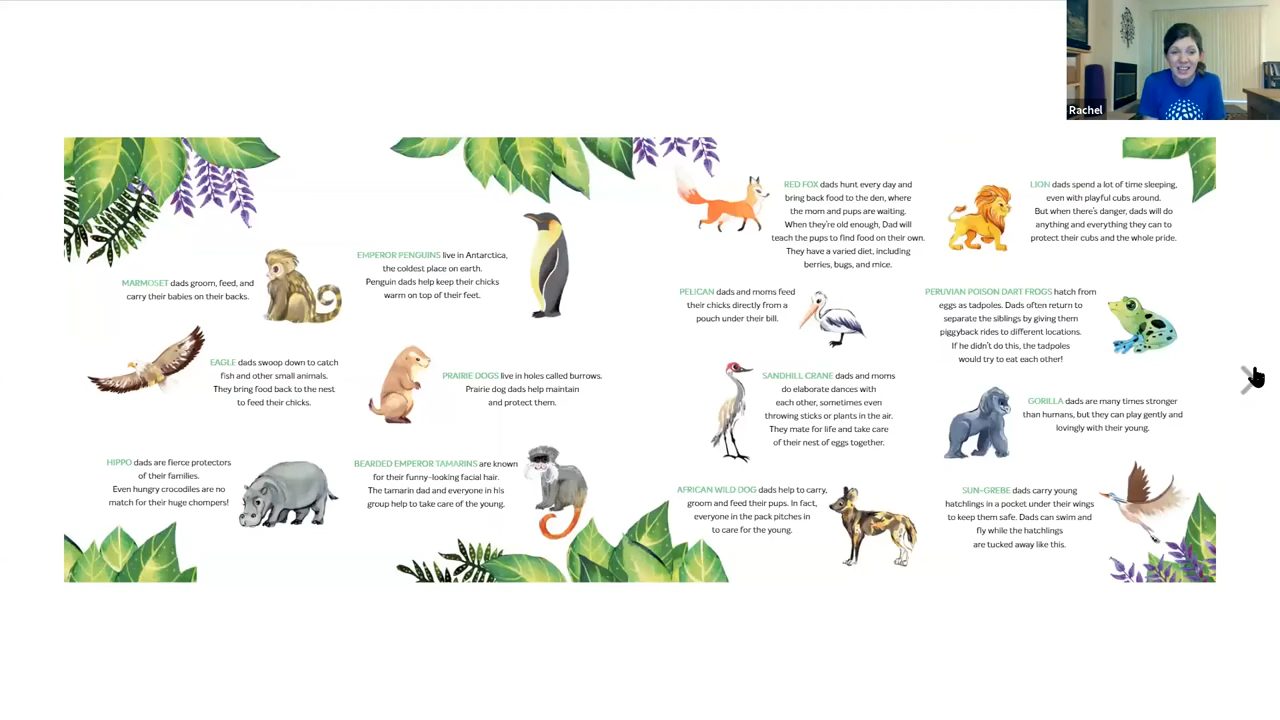 Rachel
MARMOSET dads groom, feed, and
carry their babies on their backs.
EMPEROR PENGUINS live in Antarctica,
the coldest place on earth.
Penguin dads help keep their chicks
warm on top of their feet.
EAGLE dads swoop down to catch
fish and other small animals.
They bring food back to the nest
to feed their chicks.
PRAIRIE DOGS live in holes called burrows.
Prairie dog dads help maintain
and protect them.
HIPPO dads are fierce protectors
of their families.
Even hungry crocodiles are no
match for their huge chompers!
BEARDED EMPEROR TAMARINS are known
for their funny-looking facial hair.
The tamarin dad and everyone in his
group help to take care of the young.
RED FOX dads hunt every day and
bring back food to the den, where
the mom and pups are waiting.
When they're old enough, Dad will
teach the pups to find food on their own.
They have a varied diet, including
berries, bugs, and mice.
LION dads spend a lot of time sleeping,
even with playful cubs around.
But when there's danger, dads will do
anything and everything they can to
protect their cubs and the whole pride.
PELICAN dads and moms feed
their chicks directly from a
pouch under their bill.
PERUVIAN POISON DART FROGS hatch from
eggs as tadpoles. Dads often return to
separate the siblings by giving them
piggyback rides to different locations.
If he didn't do this, the tadpoles
would try to eat each other!
SANDHILL CRANE dads and moms
do elaborate dances with
each other, sometimes even
throwing sticks or plants in the air.
They mate for life and take care
of their nest of eggs together.
GORILLA dads are many times stronger
than humans, but they can play gently and
lovingly with their young.
AFRICAN WILD DOG dads help to carry,
groom and feed their pups. In fact,
everyone in the pack pitches in
to care for the young.
SUN-GREBE dads carry young
hatchlings in a pocket under their wings
to keep them safe. Dads can swim and
fly while the hatchlings
are tucked away like this.